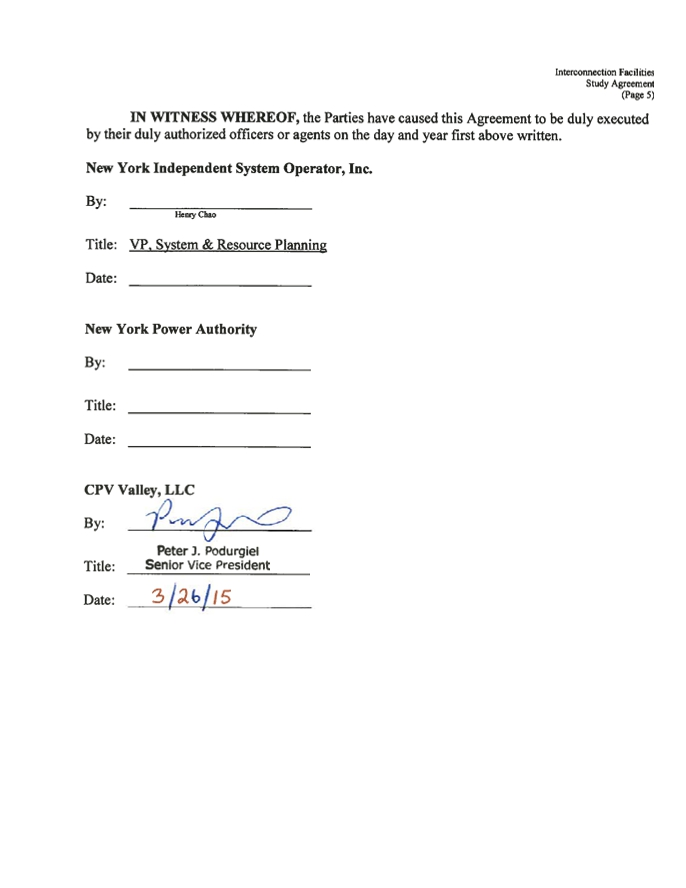 Interconnection Facilities
Study Agreement
(Page 5)
IN WITNESS WHEREOF, the Parties have caused this Agreement to be duly executed
by their duly authorized officers or agents on the day and year first above written.
New York Independent System Operator, Inc.
By:
Henry Chao
Title: VP, System & Resource Planning
Date:
New York Power Authority
By:
Title:
Date:
CPV Valley, LLC
By:
Peter J. Podurgiel
Title: Senior Vice President
Date: 3/26/15